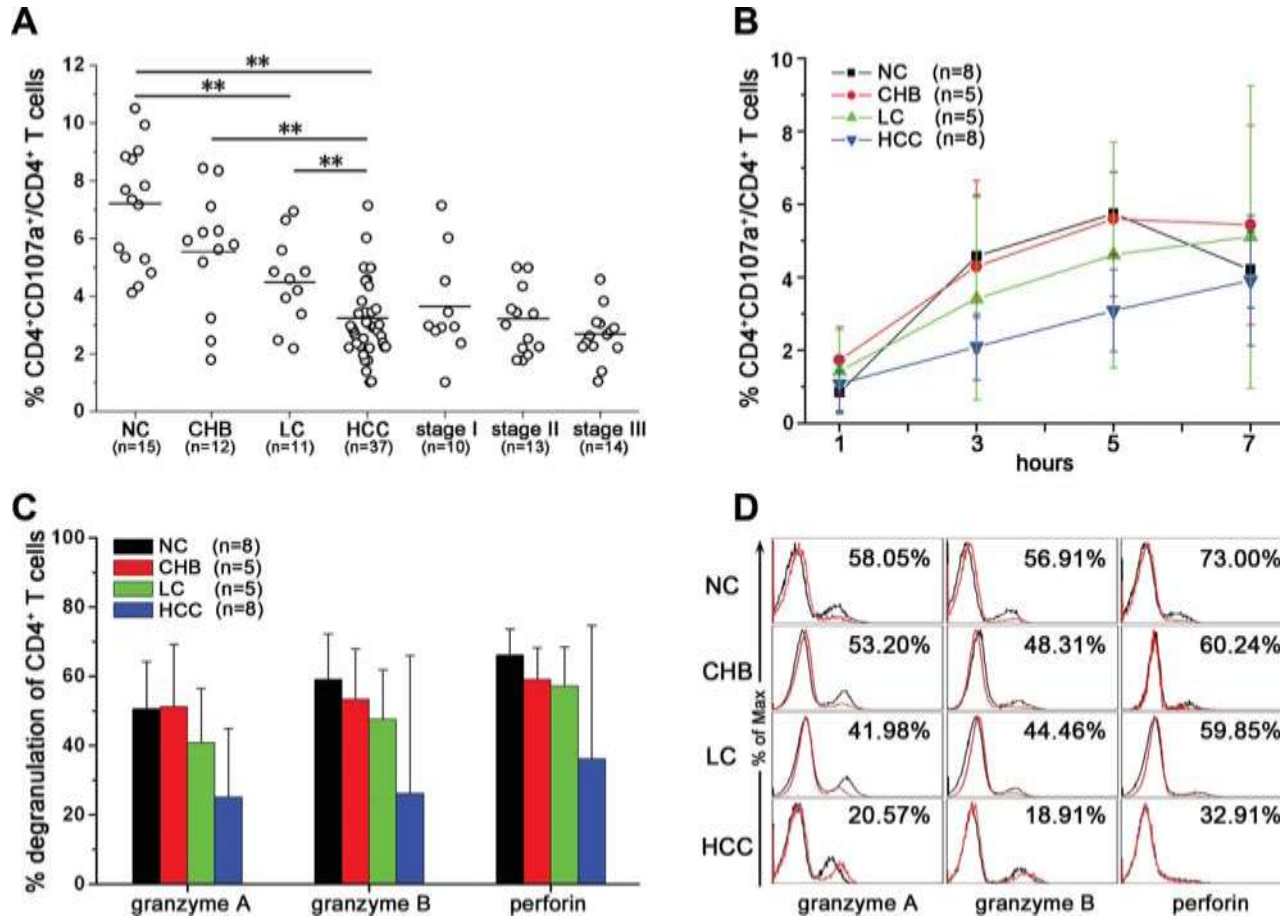 A
% CD4⁺CD107a⁺/CD4⁺ T cells
12
10
8
6
4
2
0
**
**
**
**
NC CHB LC HCC stage I stage II stage III
(n=15) (n=12) (n=11) (n=37) (n=10) (n=13) (n=14)
B
% CD4⁺CD107a⁺/CD4⁺ T cells
10
8
6
4
2
0
NC (n=8)
CHB (n=5)
LC (n=5)
HCC (n=8)
1 3 5 7
hours
C
% degranulation of CD4⁺ T cells
100
80
60
40
20
0
NC (n=8)
CHB (n=5)
LC (n=5)
HCC (n=8)
granzyme A granzyme B perforin
D
% of Max
NC 58.05% 56.91% 73.00%
CHB 53.20% 48.31% 60.24%
LC 41.98% 44.46% 59.85%
HCC 20.57% 18.91% 32.91%
granzyme A granzyme B perforin